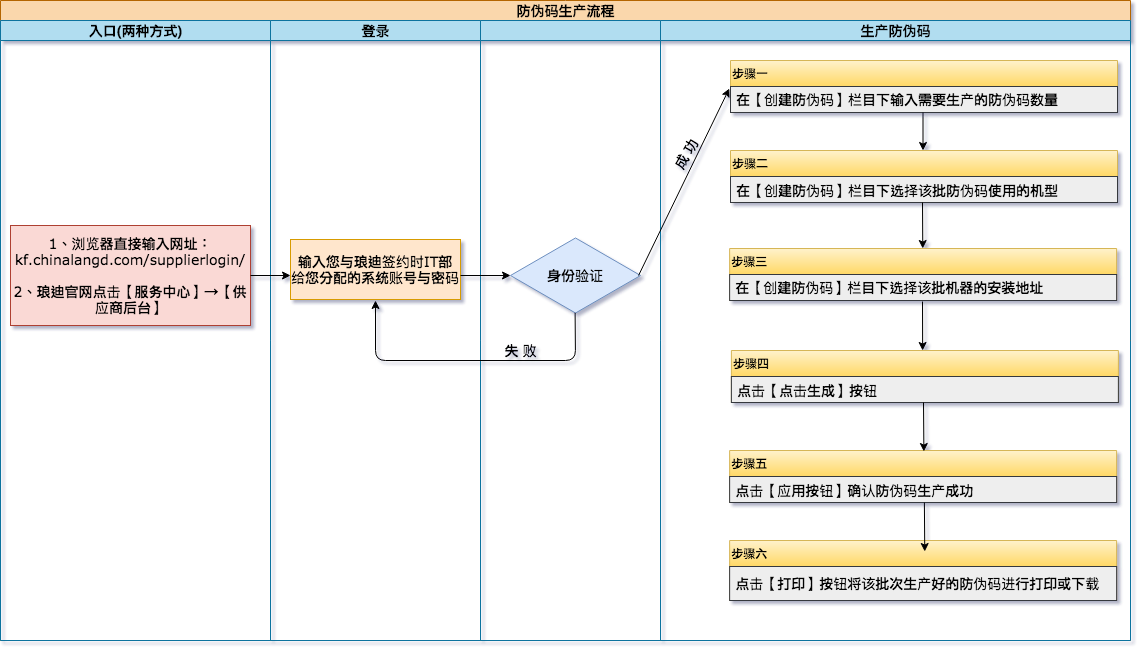 防伪码生产流程
入口(两种方式)
登录
生产防伪码
1、浏览器直接输入网址：
kf.chinalangd.com/supplierlogin/
2、琅迪官网点击【服务中心】→【供
应商后台】
输入您与琅迪签约时IT部
给您分配的系统账号与密码
身份验证
成 功
失 败
步骤一
在【创建防伪码】栏目下输入需要生产的防伪码数量
步骤二
在【创建防伪码】栏目下选择该批防伪码使用的机型
步骤三
在【创建防伪码】栏目下选择该批机器的安装地址
步骤四
点击【点击生成】按钮
步骤五
点击【应用按钮】确认防伪码生产成功
步骤六
点击【打印】按钮将该批次生产好的防伪码进行打印或下载